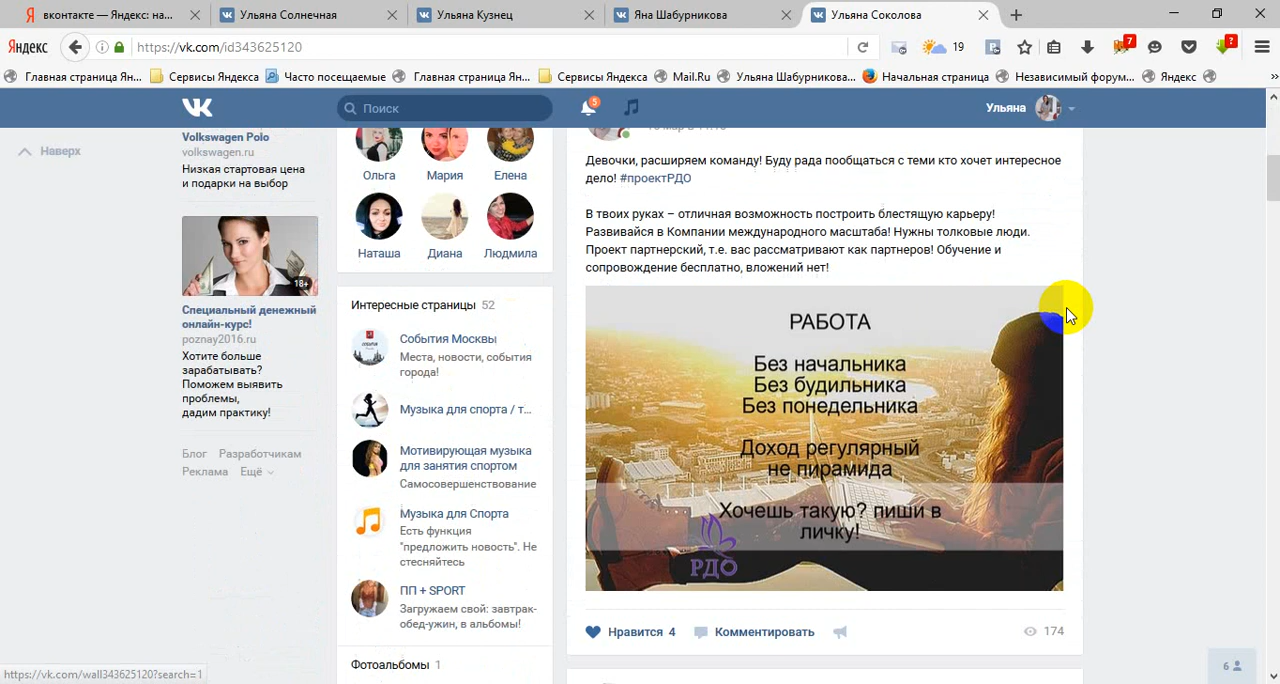 вконтакте — Яндекс: на...
Ульяна Солнечная
Ульяна Кузнец
Яна Шабурникова
Ульяна Соколова
Яндекс
https://vk.com/id343625120
19
7
?
Главная страница Ян...
Сервисы Яндекса
Часто посещаемые
Главная страница Ян...
Сервисы Яндекса
Mail.Ru
Ульяна Шабурникова...
Начальная страница
Независимый форум...
Яндекс
Поиск
5
Ульяна
Наверх
Volkswagen Polo
volkswagen.ru
Низкая стартовая цена
и подарки на выбор
18+
Специальный денежный
онлайн-курс!
poznay2016.ru
Хотите больше
зарабатывать?
Поможем выявить
проблемы,
дадим практику!
Блог Разработчикам
Реклама Ещё
Ольга Мария Елена
Наташа Диана Людмила
Интересные страницы 52
События Москвы
Места, новости, события
города!
Музыка для спорта / т...
Мотивирующая музыка
для занятия спортом
Самосовершенствование
Музыка для Спорта
Есть функция
"предложить новость". Не
стесняйтесь
ПП + SPORT
Загружаем свой: завтрак-
обед-ужин, в альбомы!
Фотоальбомы 1
Девочки, расширяем команду! Буду рада пообщаться с теми кто хочет интересное
дело! #проектРДО
В твоих руках – отличная возможность построить блестящую карьеру!
Развивайся в Компании международного масштаба! Нужны толковые люди.
Проект партнерский, т.е. вас рассматривают как партнеров! Обучение и
сопровождение бесплатно, вложений нет!
РАБОТА
Без начальника
Без будильника
Без понедельника
Доход регулярный
не пирамида
Хочешь такую? пиши в
личку!
РДО
Нравится 4
Комментировать
174
6
https://vk.com/wall343625120?search=1